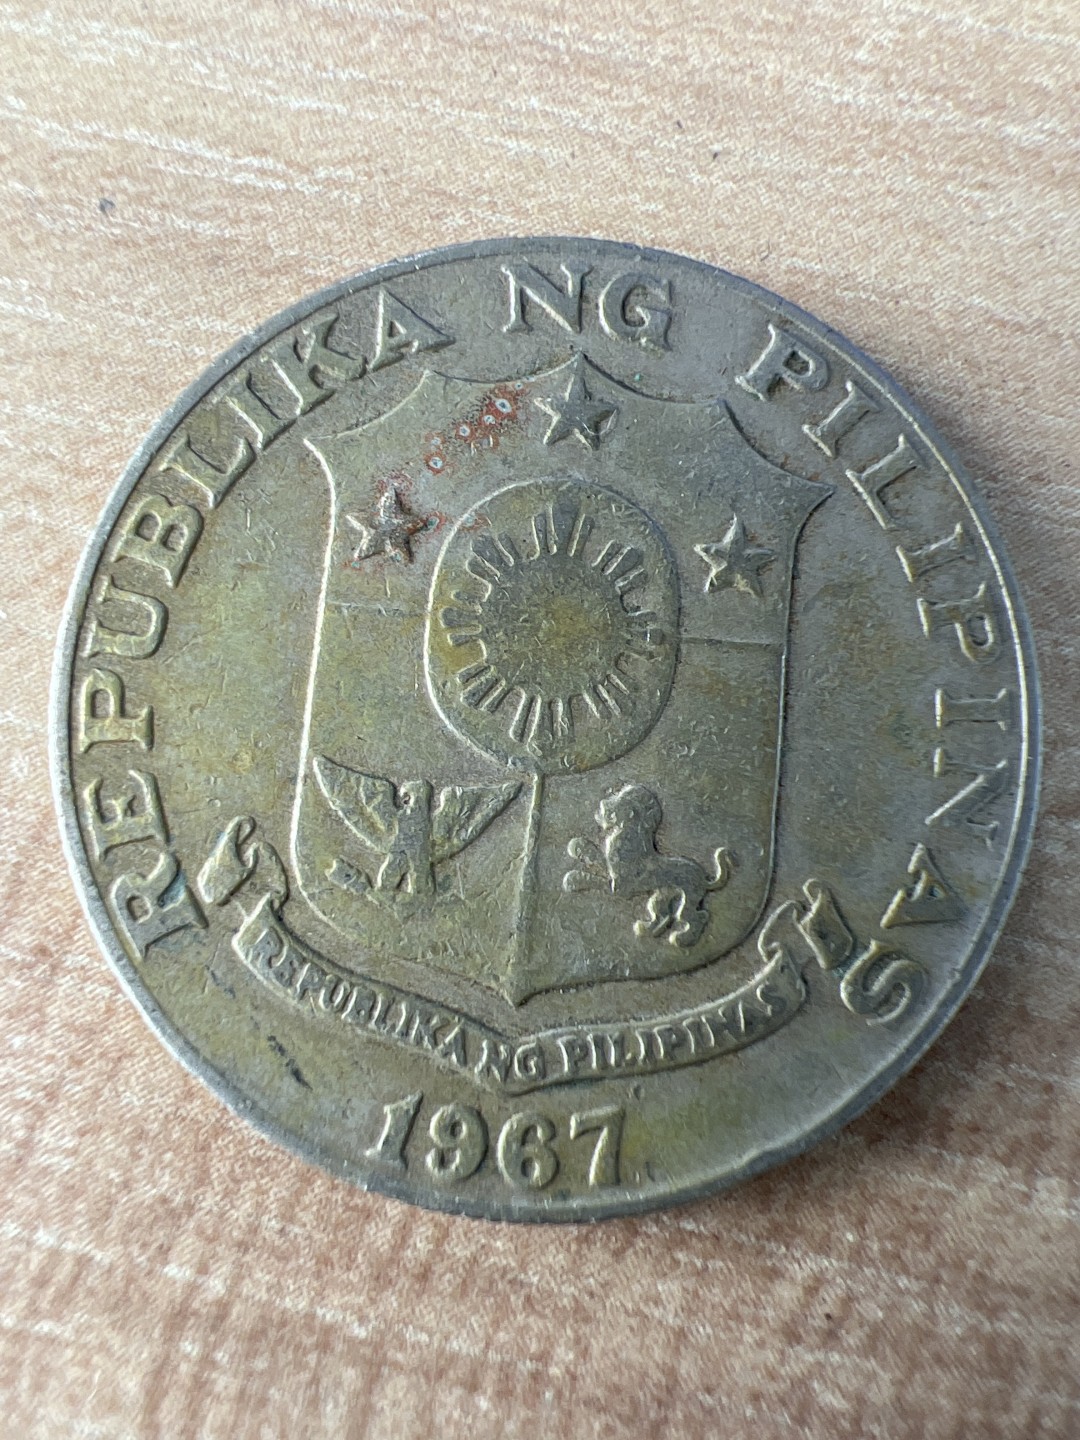 REPUBLIKA NG PILIPINAS
REPUBLIKA NG PILIPINAS
1967